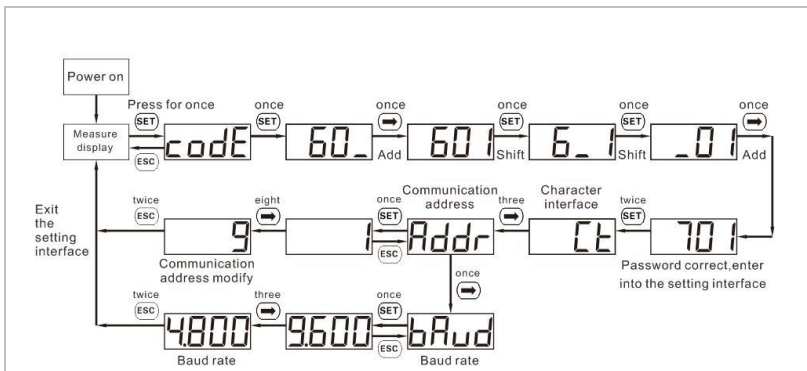 Power on
Press for once
SET
Measure
display
ESC
codE
once
SET
60_
once
Add
601
once
SET
Shift
6_1
once
SET
Shift
_01
once
Add
701
Password correct,enter
into the setting interface
twice
SET
Character
interface
Ct
three
Communication
address
Addr
once
SET
ESC
1
eight
9
Communication
address modify
twice
ESC
Exit
the
setting
interface
once
bAud
Baud rate
once
SET
ESC
9.600
three
4.800
Baud rate
twice
ESC